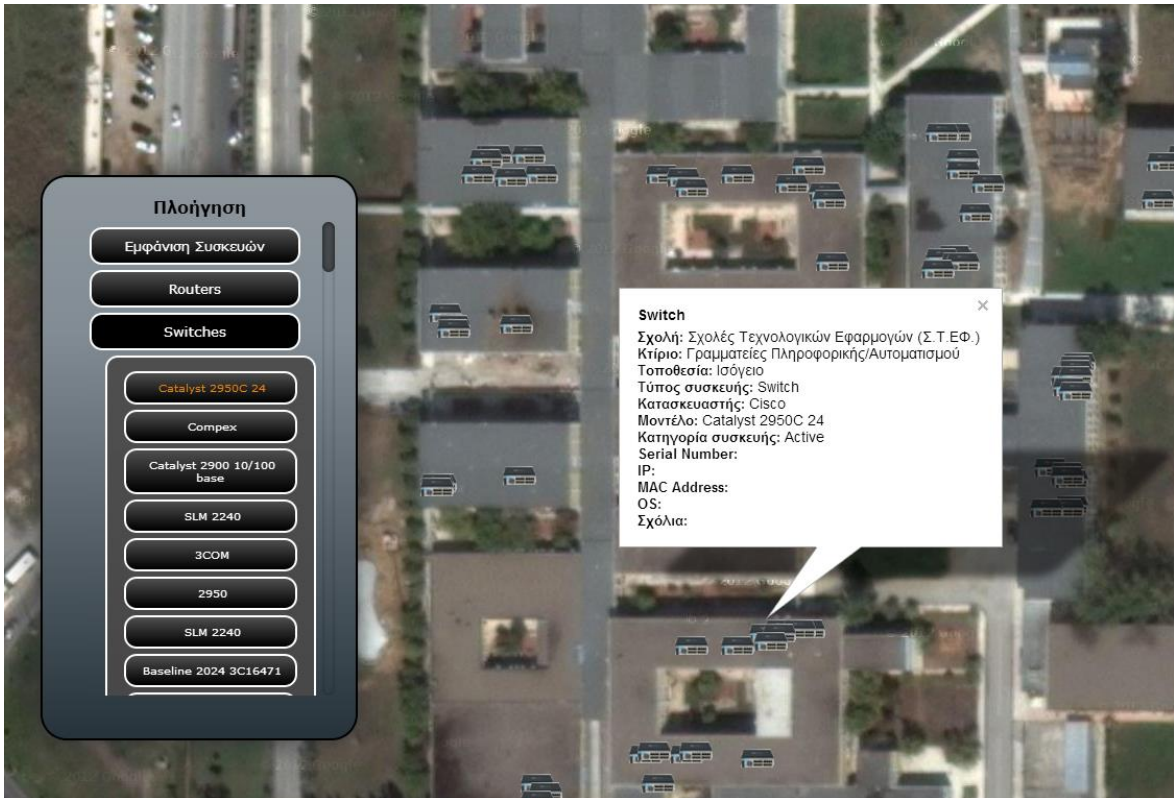 Πλοήγηση
Εμφάνιση Συσκευών
Routers
Switches
Catalyst 2950C 24
Compex
Catalyst 2900 10/100
base
SLM 2240
3COM
2950
SLM 2240
Baseline 2024 3C16471
Switch
Σχολή: Σχολές Τεχνολογικών Εφαρμογών (Σ.Τ.ΕΦ.)
Κτίριο: Γραμματείες Πληροφορικής/Αυτοματισμού
Τοποθεσία: Ισόγειο
Τύπος συσκευής: Switch
Κατασκευαστής: Cisco
Μοντέλο: Catalyst 2950C 24
Κατηγορία συσκευής: Active
Serial Number:
IP:
MAC Address:
OS:
Σχόλια: